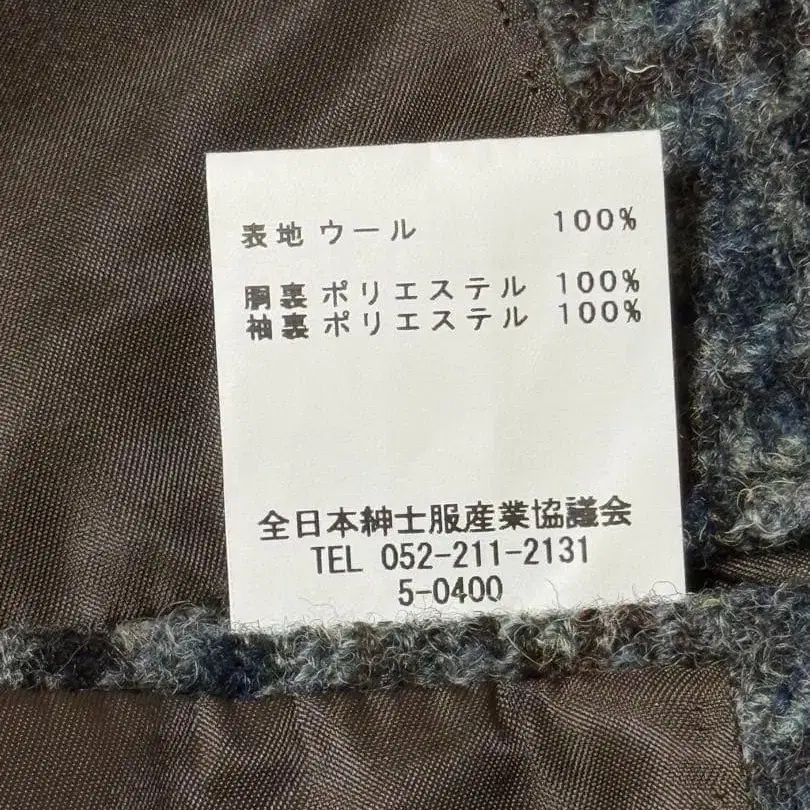 表地 ウール 100%
胴裏 ポリエステル 100%
袖裏 ポリエステル 100%
全日本紳士服産業協議会
TEL 052-211-2131
5-0400